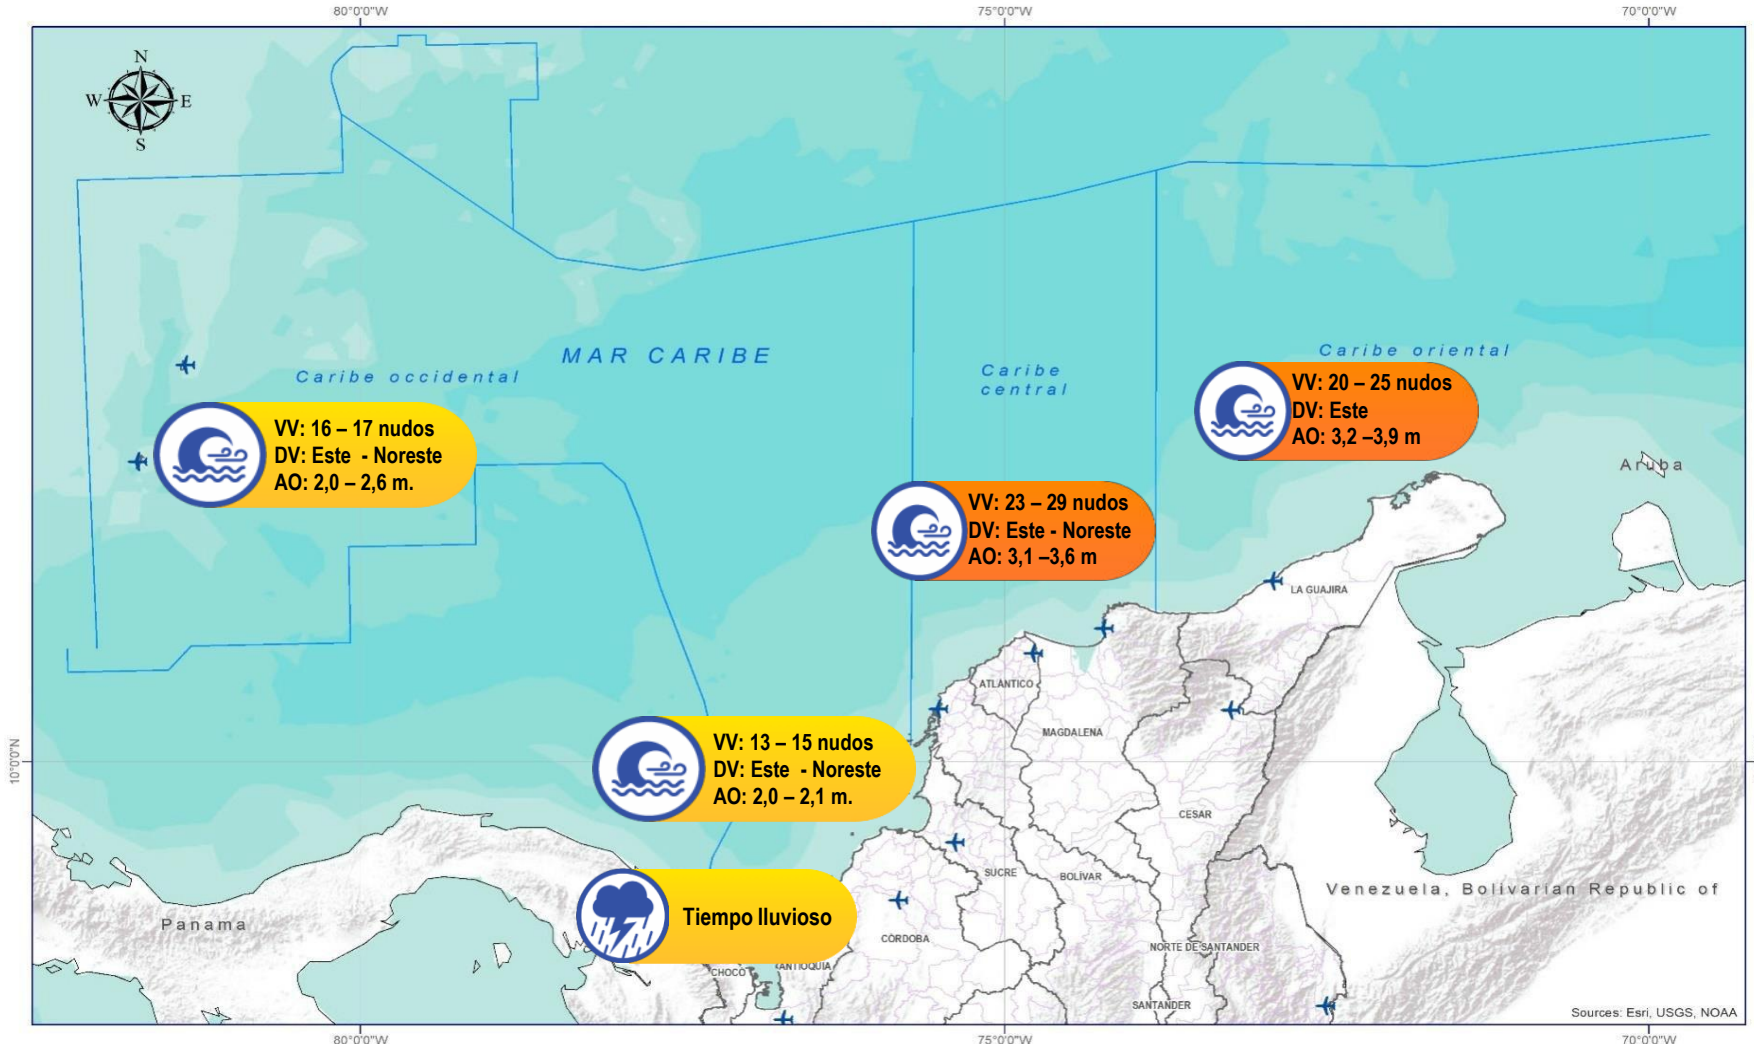 80°0'0"W
75°0'0"W
70°0'0"W
N
W
E
S
MAR CARIBE
Caribe occidental
Caribe
central
Caribe oriental
VV: 20 – 25 nudos
DV: Este
AO: 3,2 –3,9 m
VV: 16 – 17 nudos
DV: Este - Noreste
AO: 2,0 – 2,6 m.
Aruba
VV: 23 – 29 nudos
DV: Este - Noreste
AO: 3,1 –3,6 m
LA GUAJIRA
ATLÁNTICO
MAGDALENA
10°0'0"N
VV: 13 – 15 nudos
DV: Este - Noreste
AO: 2,0 – 2,1 m.
CESAR
SUCRE
BOLÍVAR
Venezuela, Bolivarian Republic of
Tiempo lluvioso
Panama
CÓRDOBA
NORTE DE SANTANDER
CHOCÓ
ANTIOQUIA
SANTANDER
Sources: Esri, USGS, NOAA
80°0'0"W
75°0'0"W
70°0'0"W